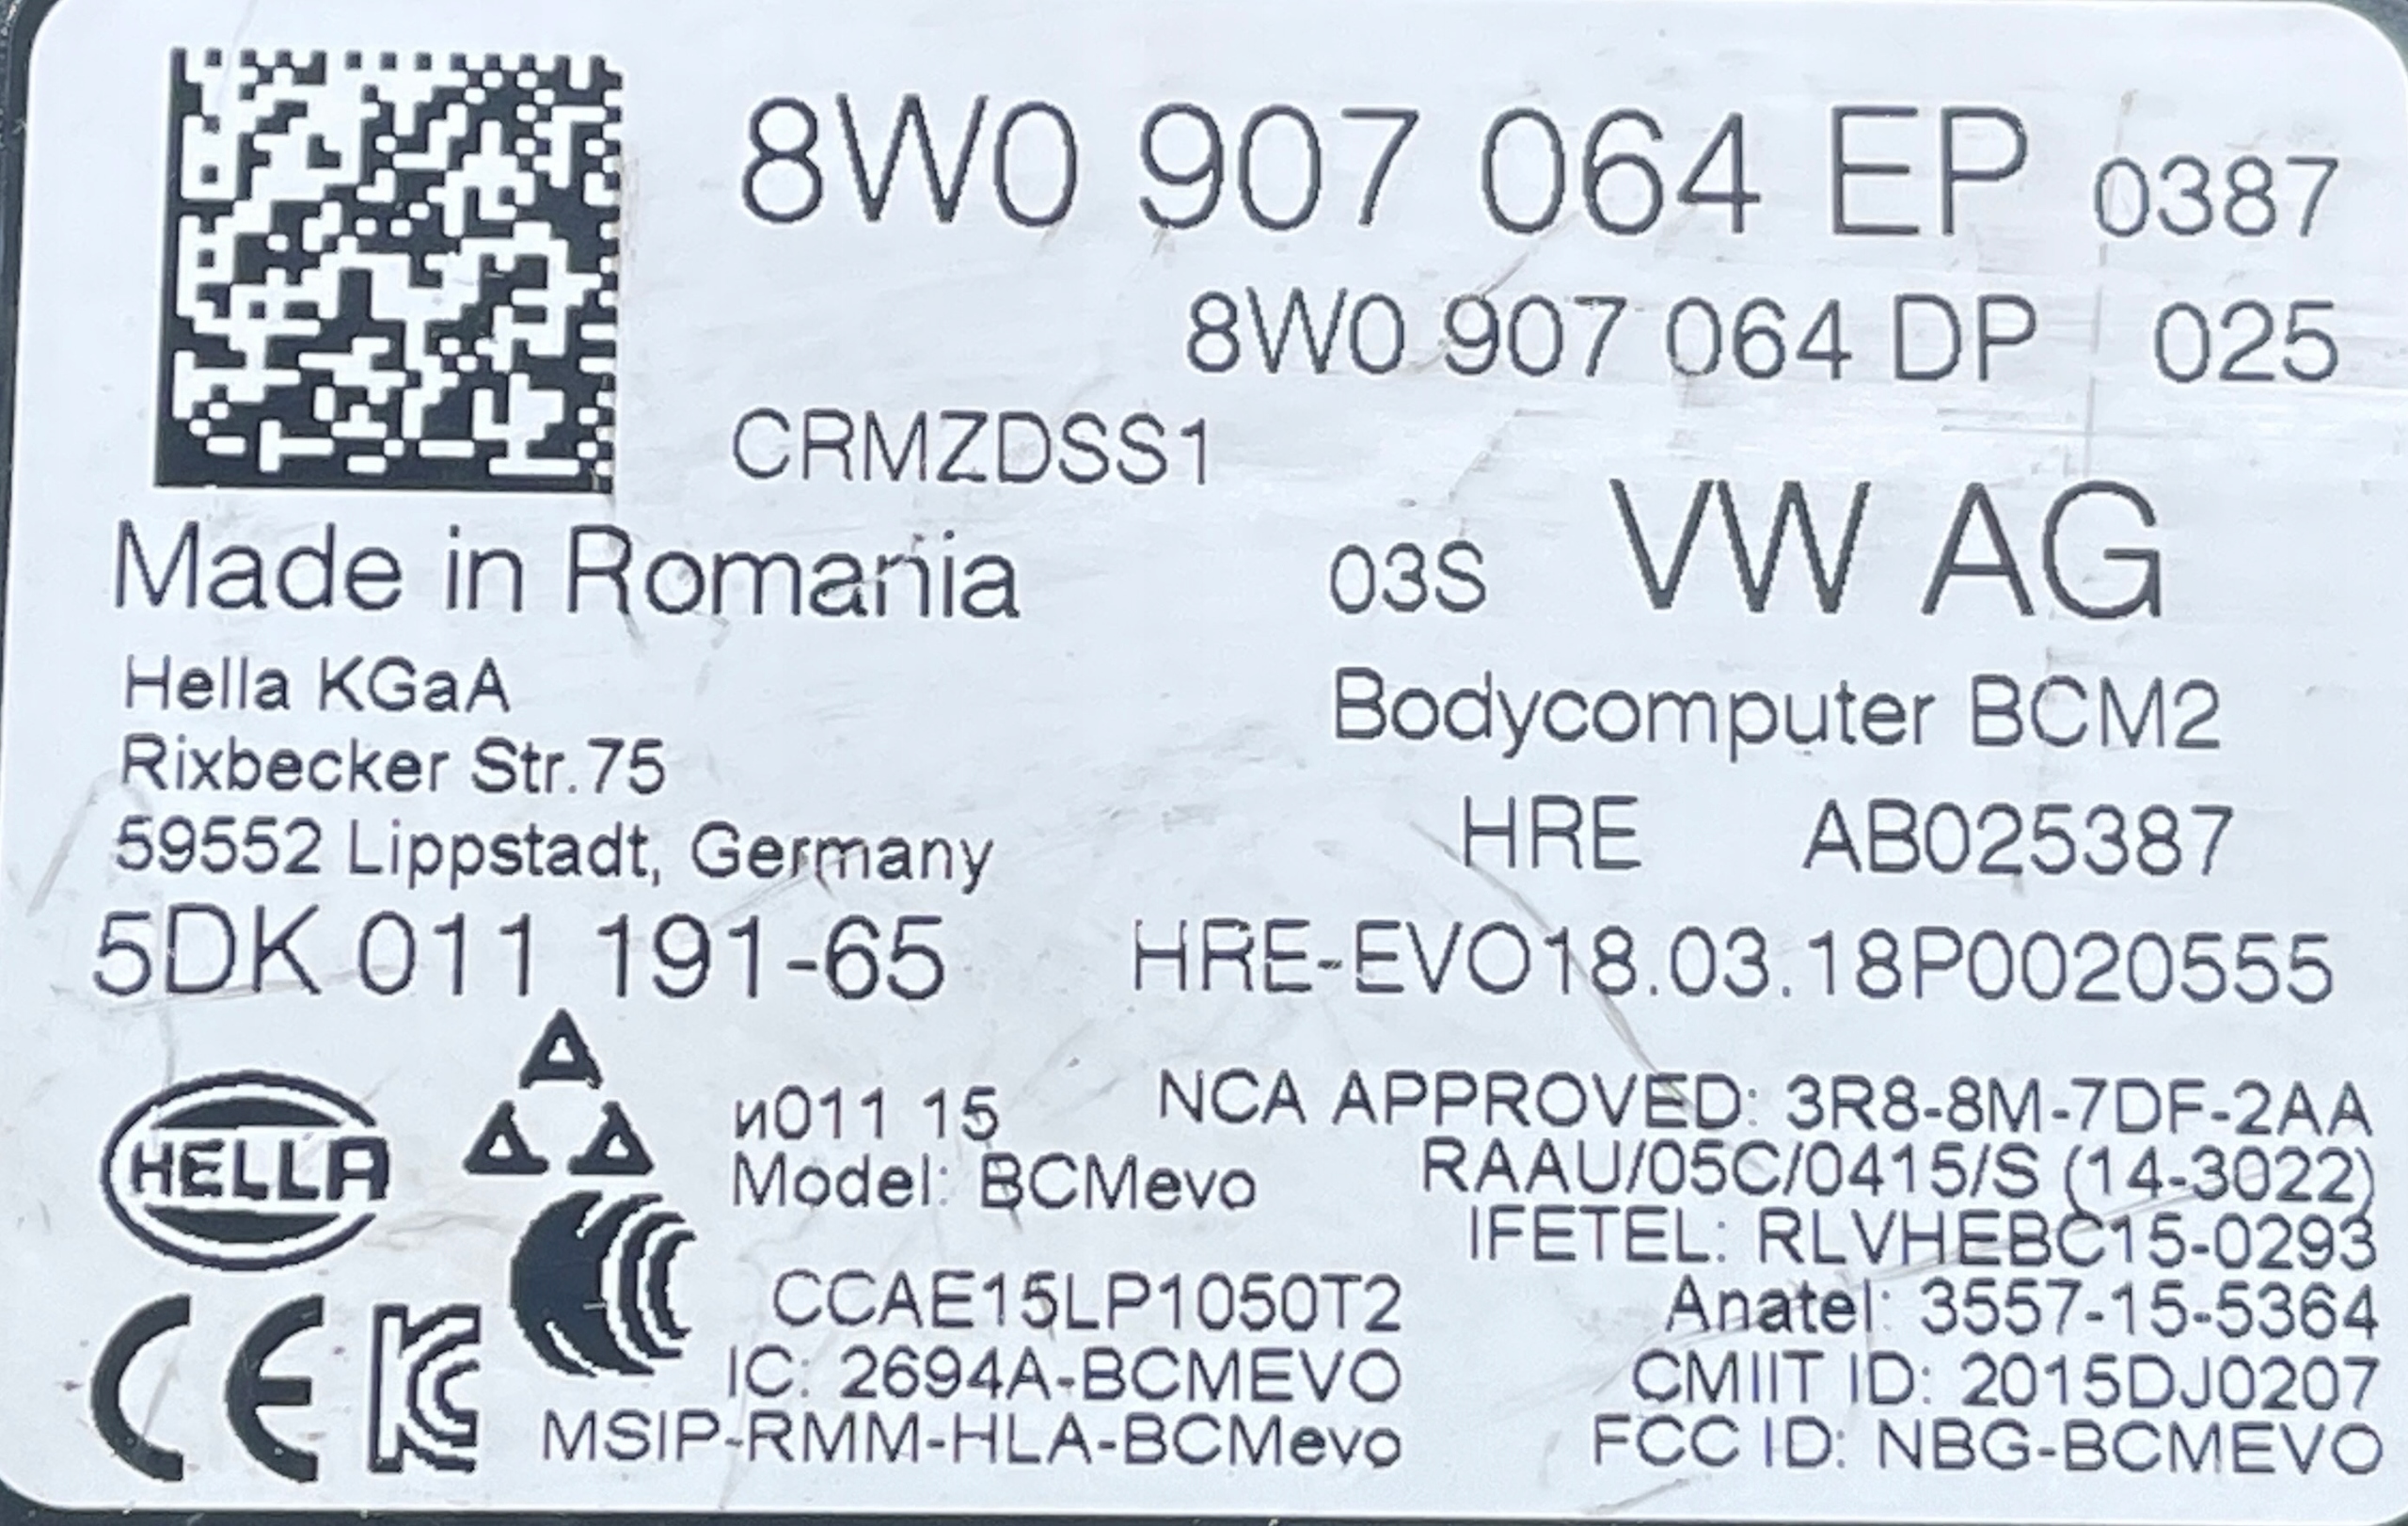 8W0 907 064 EP 0387
8W0 907 064 DP 025
CRMZDSS1
Made in Romania
03S VW AG
Hella KGaA
Rixbecker Str.75
59552 Lippstadt, Germany
Bodycomputer BCM2
HRE AB025387
5DK 011 191-65
HRE-EVO18.03.18P0020555
HELLA
CE
ᴎ011 15
Model: BCMevo
CCAE15LP1050T2
IC: 2694A-BCMEVO
MSIP-RMM-HLA-BCMevo
NCA APPROVED: 3R8-8M-7DF-2AA
RAAU/05C/0415/S (14-3022)
IFETEL: RLVHEBC15-0293
Anatel: 3557-15-5364
CMIIT ID: 2015DJ0207
FCC ID: NBG-BCMEVO